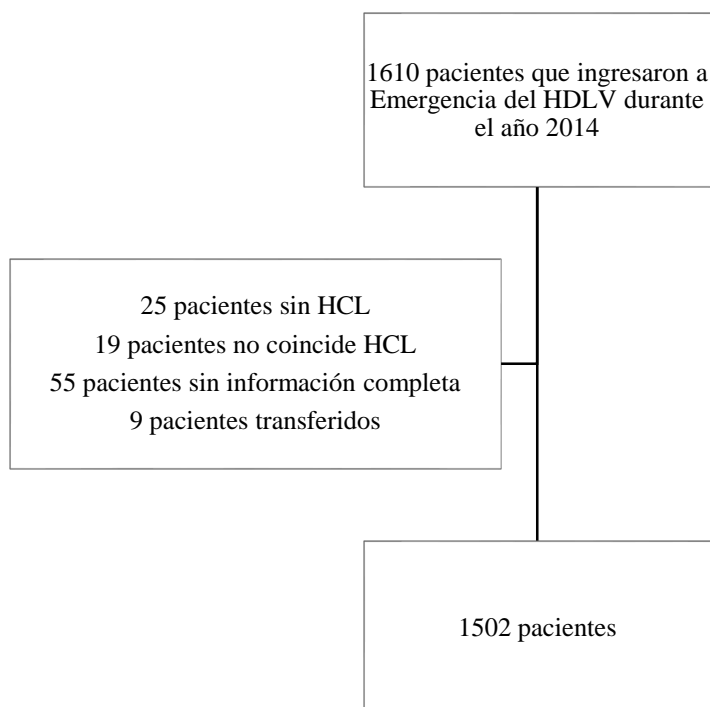 1610 pacientes que ingresaron a
Emergencia del HDLV durante
el año 2014
25 pacientes sin HCL
19 pacientes no coincide HCL
55 pacientes sin información completa
9 pacientes transferidos
1502 pacientes